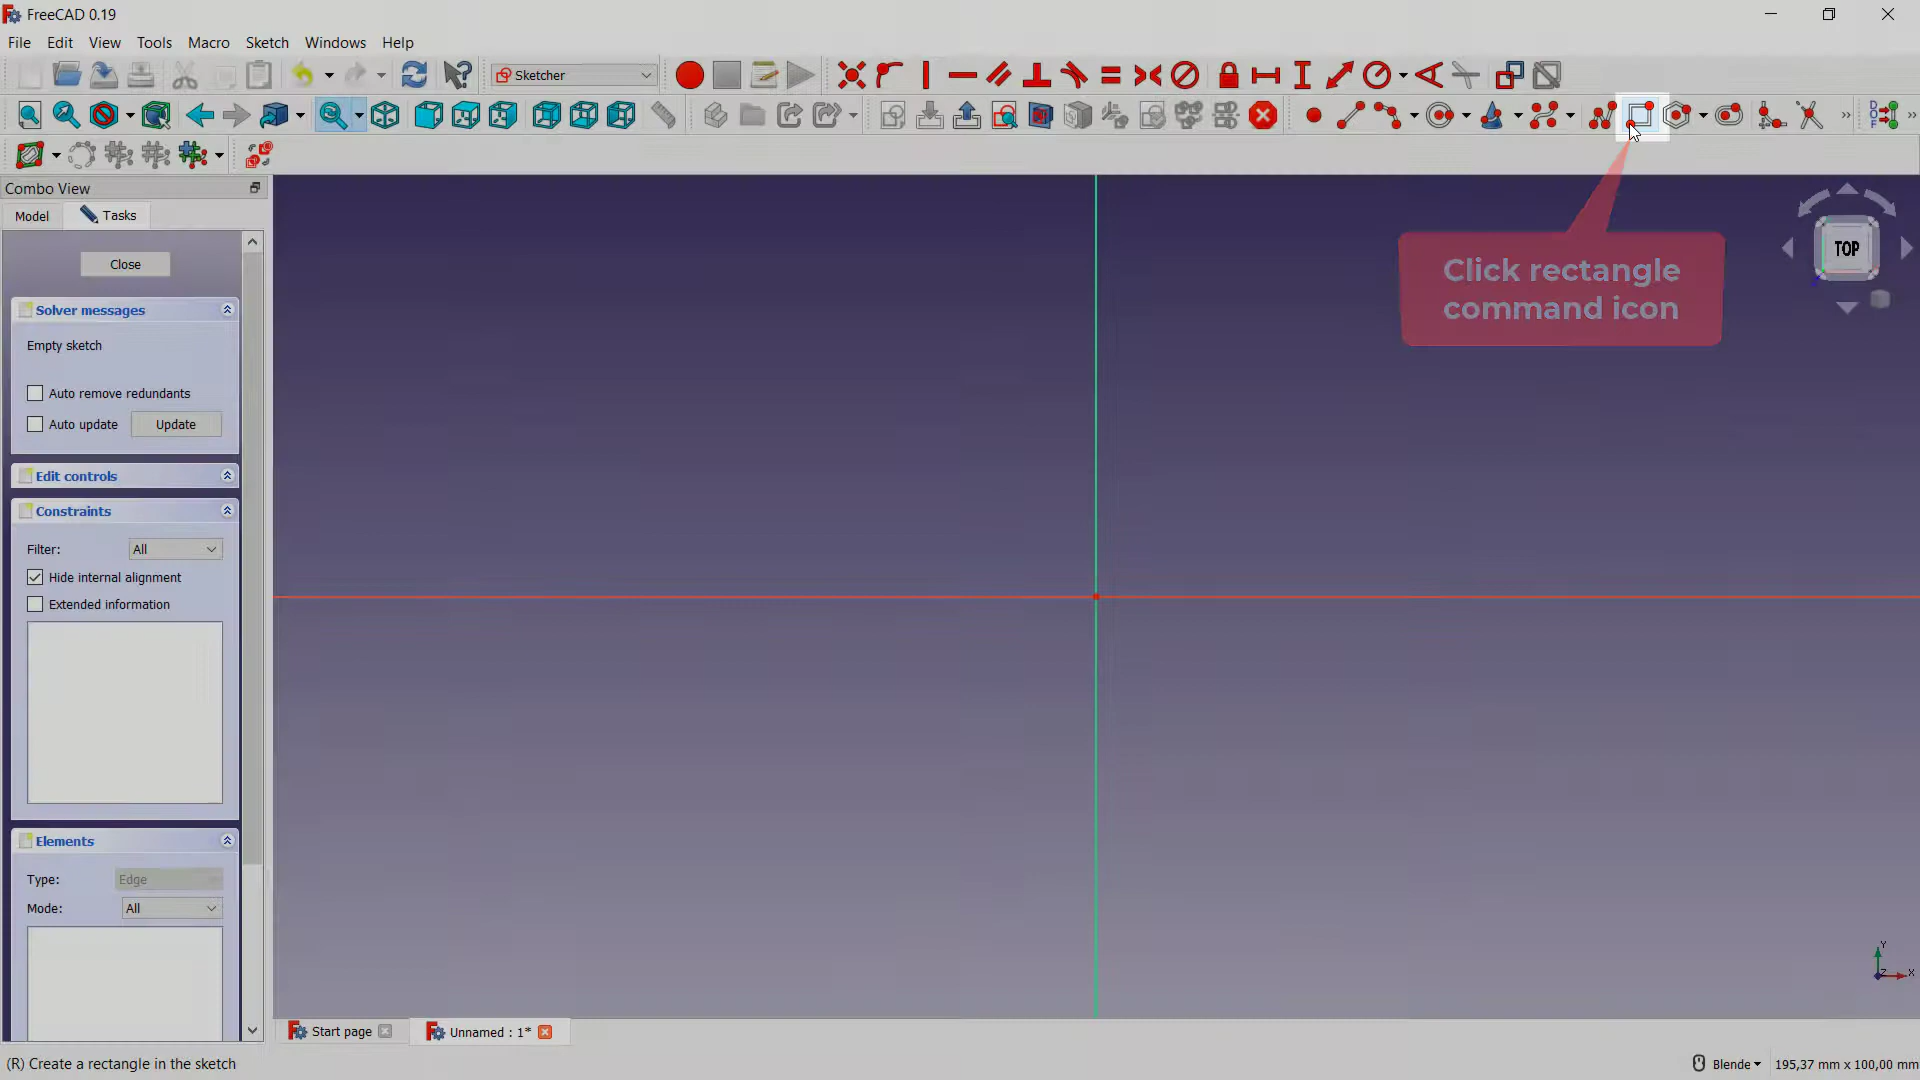 FreeCAD 0.19
File Edit View Tools Macro Sketch Windows Help
Sketcher
Combo View
Model Tasks
Close
Solver messages
Empty sketch
Auto remove redundants
Auto update Update
Edit controls
Constraints
Filter: All
Hide internal alignment
Extended information
Elements
Type: Edge
Mode: All
Click rectangle
command icon
TOP
Y
Z X
Start page Unnamed : 1*
(R) Create a rectangle in the sketch
Blende 195,37 mm x 100,00 mm